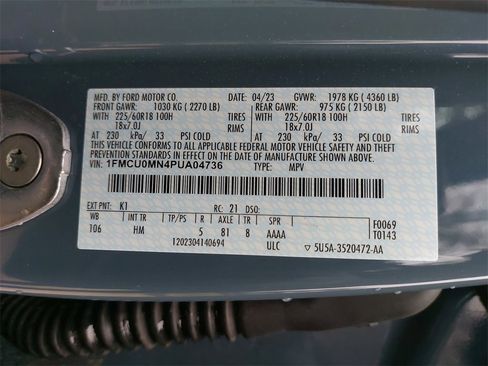 MFD. BY FORD MOTOR CO. DATE: 04/23 GVWR: 1978 KG (4360 LB)
FRONT GAWR: 1030 KG (2270 LB) REAR GAWR: 975 KG (2150 LB)
WITH 225/60R18 100H TIRES WITH 225/60R18 100H TIRES
18x7.0J RIMS 18x7.0J RIMS
AT 230 kPa/ 33 PSI COLD AT 230 kPa/ 33 PSI COLD
THIS VEHICLE CONFORMS TO ALL APPLICABLE FEDERAL MOTOR VEHICLE SAFETY AND THEFT PREVENTION STANDARDS IN EFFECT ON THE DATE OF MANUFACTURE SHOWN ABOVE.
VIN: 1FMCU0MN4PUA04736 TYPE: MPV
EXT PNT: K1 RC: 21 DSO:
WB INT TR TP/PS R AXLE TR SPR F0069
106 HM 5 81 8 AAAA T0143
1202304140694 ULC 5U5A-3520472-AA